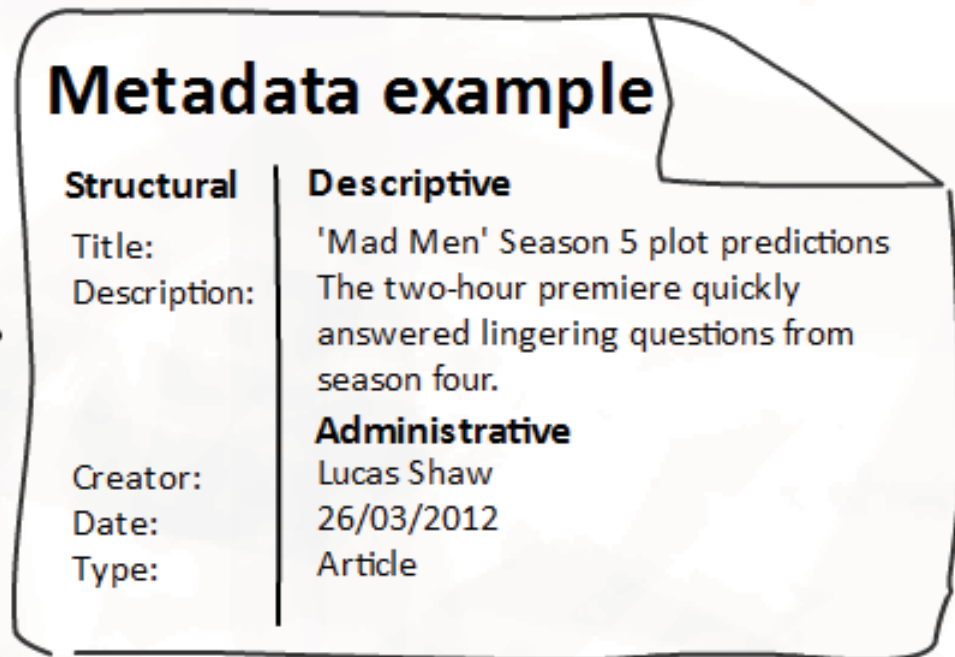 Metadata example
Structural Descriptive
Title: 'Mad Men' Season 5 plot predictions
Description: The two-hour premiere quickly
answered lingering questions from
season four.
Administrative
Creator: Lucas Shaw
Date: 26/03/2012
Type: Article